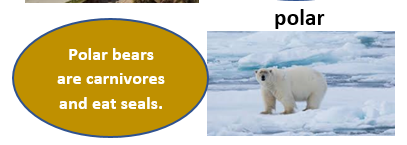 polar
Polar bears
are carnivores
and eat seals.